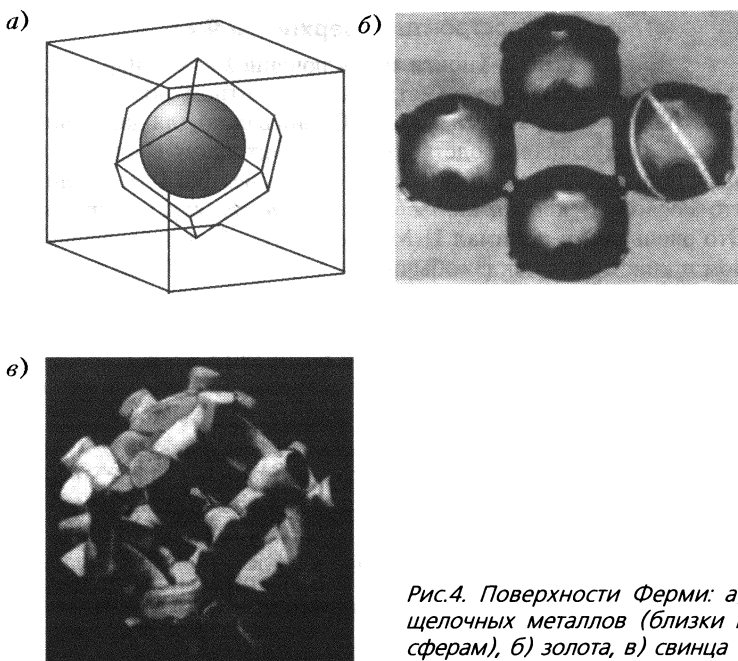 а)
б)
в)
Рис.4. Поверхности Ферми: а
щелочных металлов (близки
сферам), б) золота, в) свинца